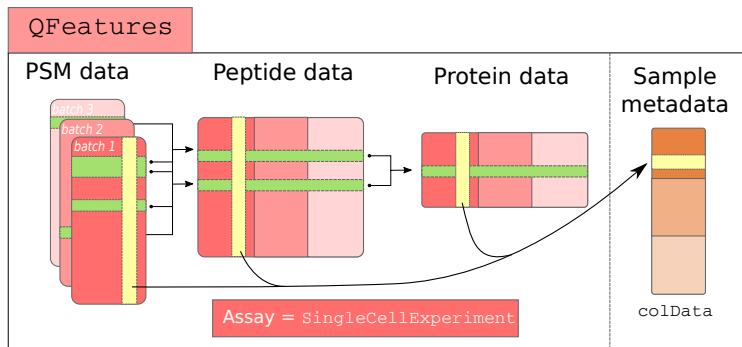 QFeatures
PSM data
Peptide data
Protein data
Sample
metadata
batch 3
batch 2
batch 1
Assay = SingleCellExperiment
colData